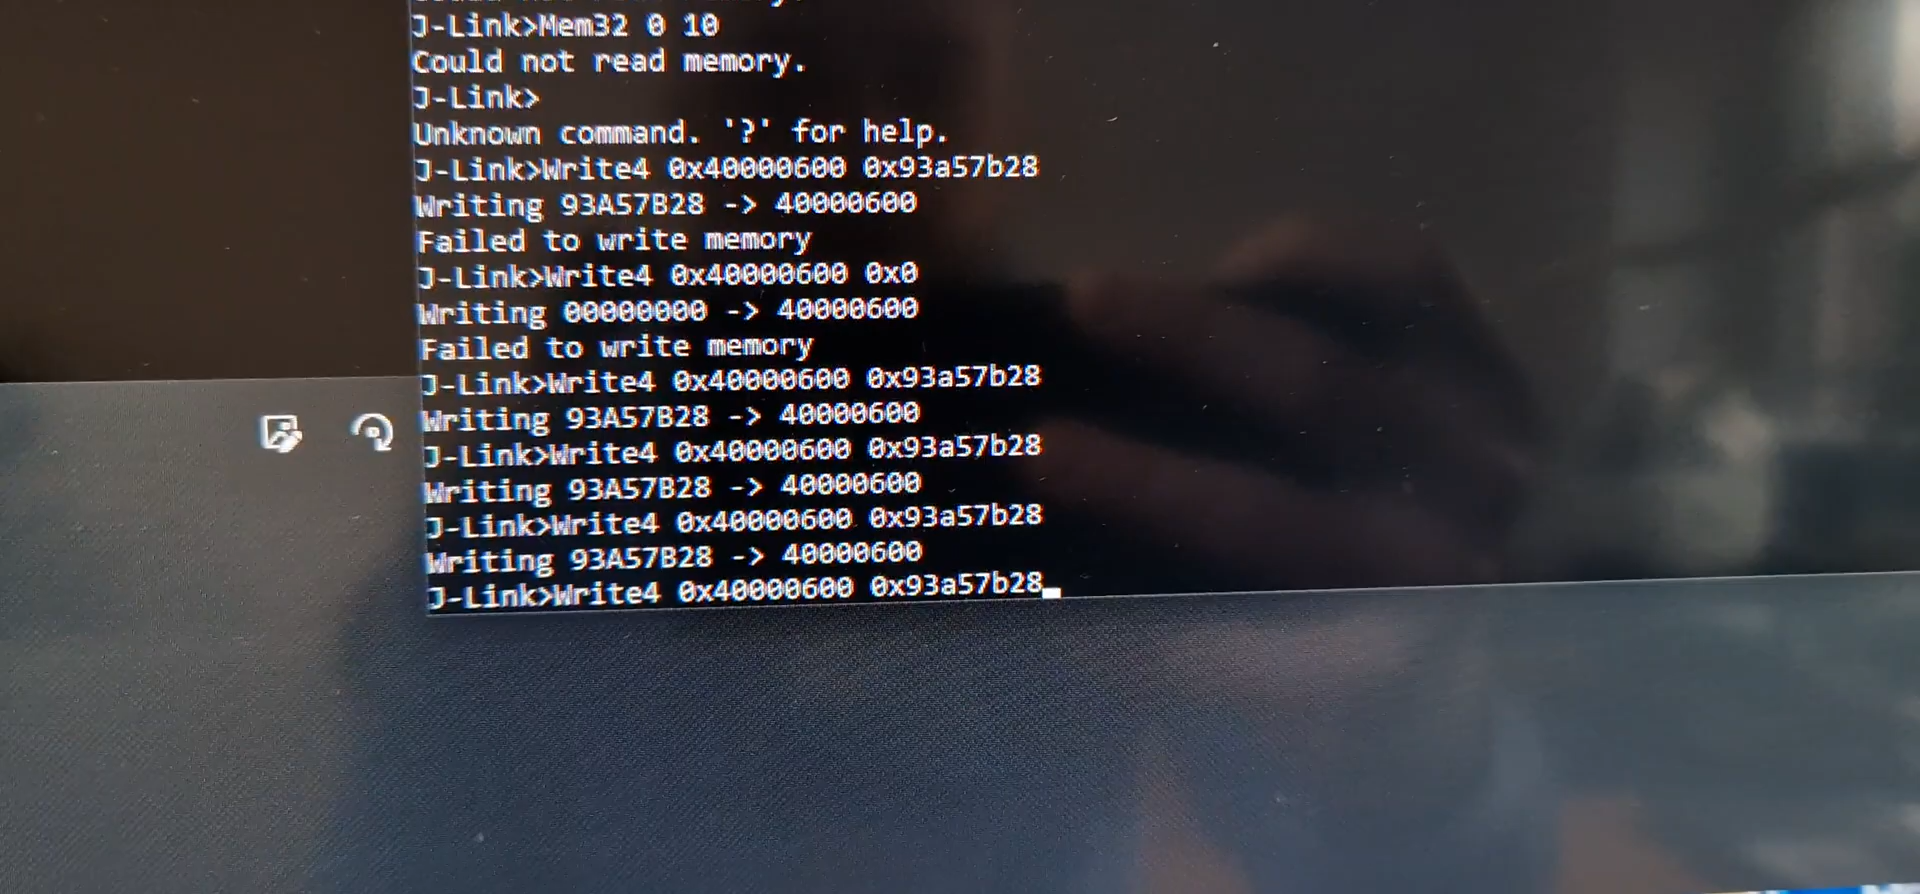 J-Link>Mem32 0 10
Could not read memory.
J-Link>
Unknown command. '?' for help.
J-Link>Write4 0x40000600 0x93a57b28
Writing 93A57B28 -> 40000600
Failed to write memory
J-Link>Write4 0x40000600 0x0
Writing 00000000 -> 40000600
Failed to write memory
J-Link>Write4 0x40000600 0x93a57b28
Writing 93A57B28 -> 40000600
J-Link>Write4 0x40000600 0x93a57b28
Writing 93A57B28 -> 40000600
J-Link>Write4 0x40000600 0x93a57b28
Writing 93A57B28 -> 40000600
J-Link>Write4 0x40000600 0x93a57b28